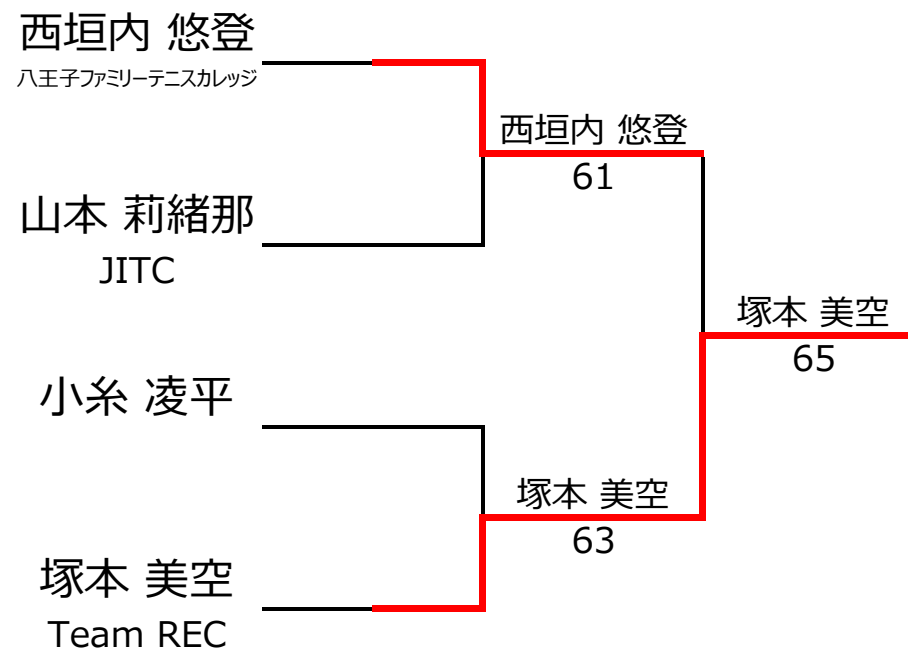 西垣内 悠登
八王子ファミリーテニスカレッジ
西垣内 悠登
61
山本 莉緒那
JITC
塚本 美空
65
小糸 凌平
塚本 美空
63
塚本 美空
Team REC